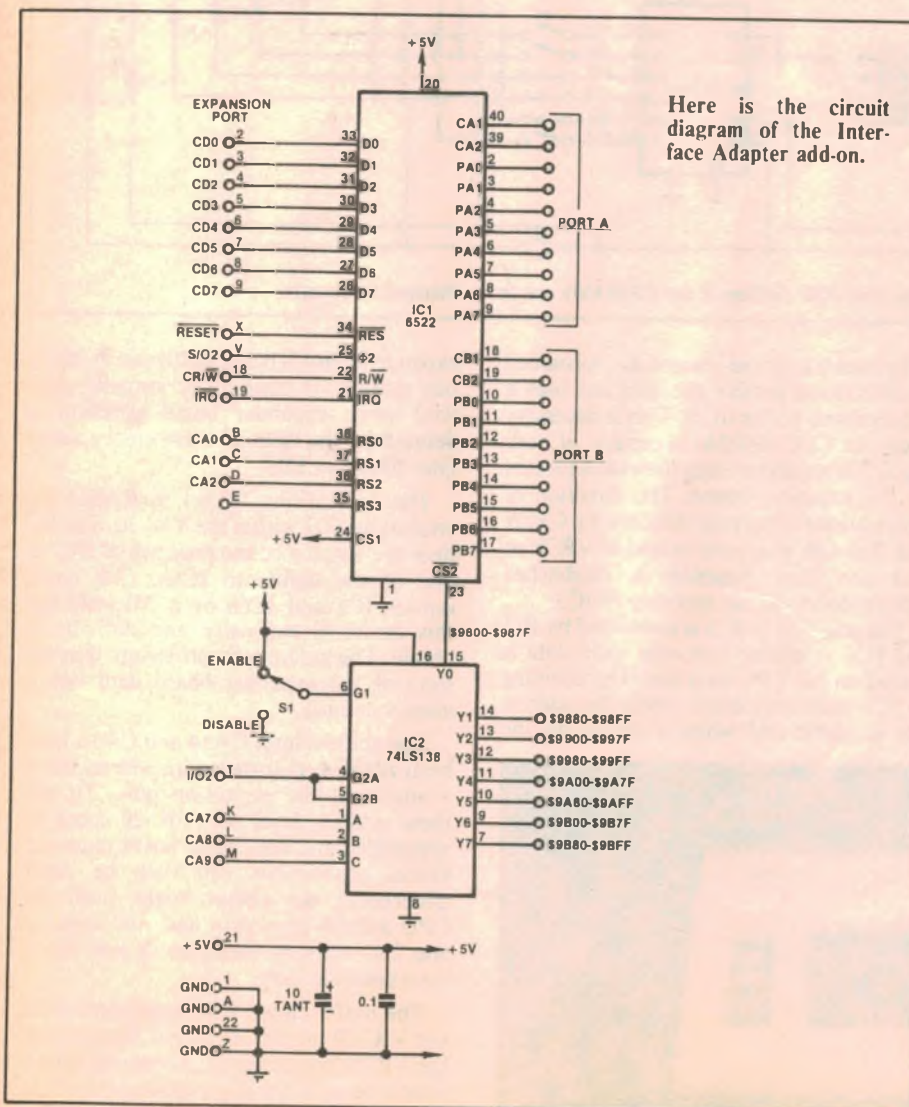 +5V
20
Here is the circuit
diagram of the Inter-
face Adapter add-on.
EXPANSION
PORT
CD0 2 33 D0
CD1 3 32 D1
CD2 4 31 D2
CD3 5 30 D3
CD4 6 29 D4
CD5 7 28 D5
CD6 8 27 D6
CD7 9 26 D7
RESET X 34 RES
S/O2 V 25 Φ2
CR/W 18 22 R/W
IRQ 19 21 IRQ
CA0 B 38 RS0
CA1 C 37 RS1
CA2 D 36 RS2
E 35 RS3
+5V 24 CS1
IC1
6522
CA1 40
CA2 39
PA0 2
PA1 3
PA2 4
PA3 5
PA4 6
PA5 7
PA6 8
PA7 9
PORT A
CB1 18
CB2 19
PB0 10
PB1 11
PB2 12
PB3 13
PB4 14
PB5 15
PB6 16
PB7 17
PORT B
CS2
1
23
+5V
$9800-$987F
16 15
Y0
ENABLE
6 G1
S1
DISABLE
I/O2 T 4 G2A
5 G2B
CA7 K 1 A
CA8 L 2 B
CA9 M 3 C
IC2
74LS138
Y1 14 $9880-$98FF
Y2 13 $9900-$997F
Y3 12 $9980-$99FF
Y4 11 $9A00-$9A7F
Y5 10 $9A80-$9AFF
Y6 9 $9B00-$9B7F
Y7 7 $9B80-$9BFF
8
+5V 21 +5V
GND 1
GND A
GND 22
GND Z
10
TANT
+
-
0.1